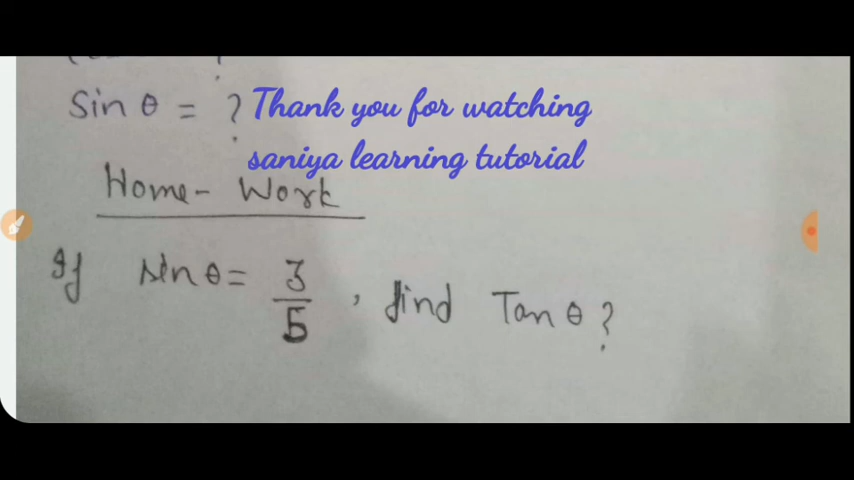 Sin θ = ?
Thank you for watching
saniya learning tutorial
Home- Work
If sin θ = 3/5 , find Tan θ ?